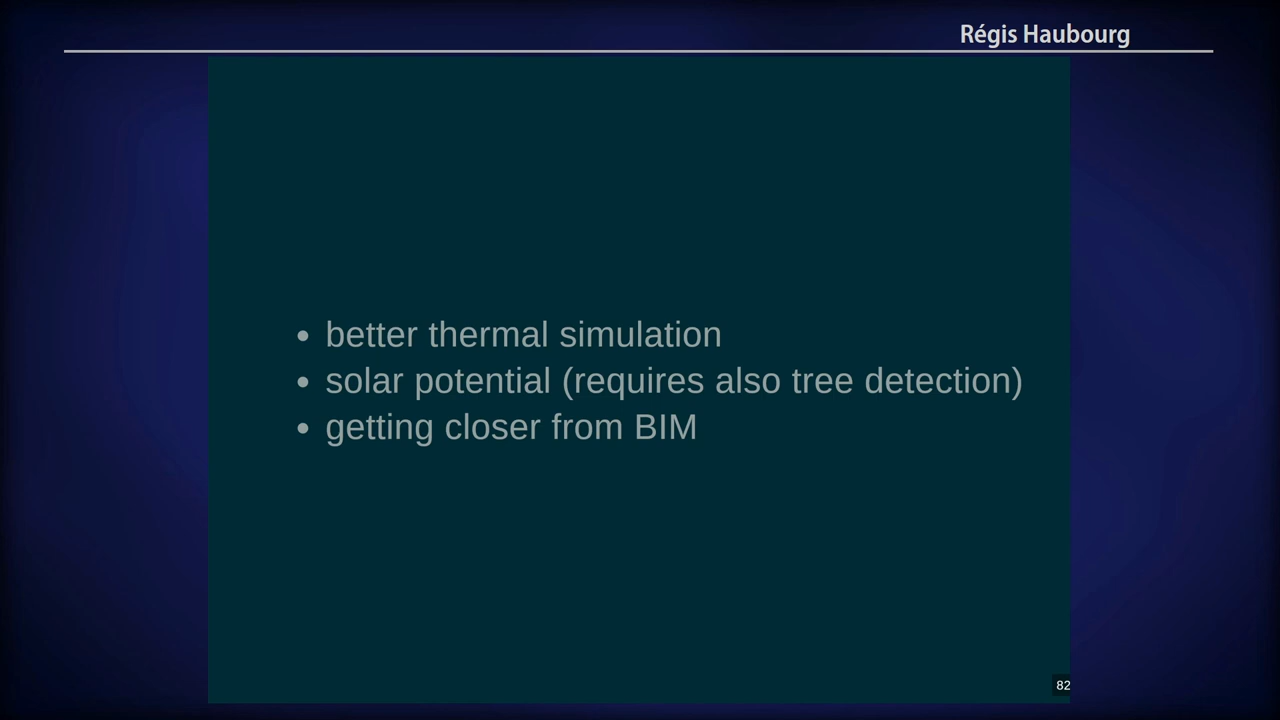 Régis Haubourg
• better thermal simulation
• solar potential (requires also tree detection)
• getting closer from BIM
82